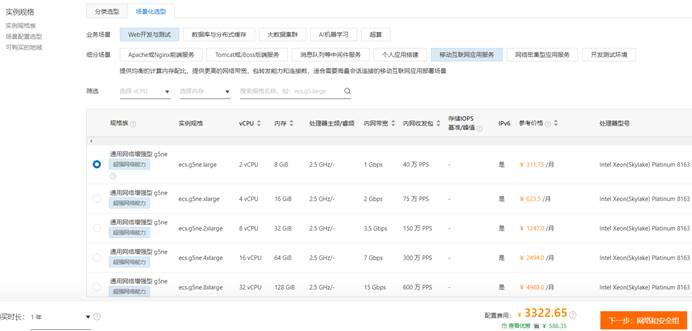 实例规格
实例规格族
场景配置选型
可购买的地域
分类选型 场景化选型
业务场景 Web开发与测试 数据库与分布式缓存 大数据集群 AI机器学习 超算
细分场景 Apache或Nginx前端服务 Tomcat或JBoss后端服务 消息队列等中间件服务 个人应用搭建 移动互联网应用服务 网络密集型应用服务 开发测试环境
提供均衡的计算内存配比，提供更高的网络带宽、包转发能力和连接数，适合需要海量会话连接的移动互联网应用部署场景
筛选 选择 vCPU 选择内存 搜索规格名称，如：ecs.g5.large
规格族 实例规格 vCPU 内存 处理器主频/睿频 内网带宽 内网收发包 存储IOPS 基准/峰值 IPv6 参考价格 处理器型号
通用网络增强型 g5ne 超强网络能力 ecs.g5ne.large 2 vCPU 8 GiB 2.5 GHz/- 1 Gbps 40 万 PPS - 是 ¥ 311.75 /月 Intel Xeon(Skylake) Platinum 8163
通用网络增强型 g5ne 超强网络能力 ecs.g5ne.xlarge 4 vCPU 16 GiB 2.5 GHz/- 2 Gbps 75 万 PPS - 是 ¥ 623.5 /月 Intel Xeon(Skylake) Platinum 8163
通用网络增强型 g5ne 超强网络能力 ecs.g5ne.2xlarge 8 vCPU 32 GiB 2.5 GHz/- 3.5 Gbps 150 万 PPS - 是 ¥ 1247.0 /月 Intel Xeon(Skylake) Platinum 8163
通用网络增强型 g5ne 超强网络能力 ecs.g5ne.4xlarge 16 vCPU 64 GiB 2.5 GHz/- 7 Gbps 300 万 PPS - 是 ¥ 2494.0 /月 Intel Xeon(Skylake) Platinum 8163
通用网络增强型 g5ne 超强网络能力 ecs.g5ne.8xlarge 32 vCPU 128 GiB 2.5 GHz/- 15 Gbps 600 万 PPS - 是 ¥ 4988.0 /月 Intel Xeon(Skylake) Platinum 8163
买时长： 1 年 配置费用： ¥ 3322.65 下一步：网络和安全组
省 ¥ 586.35